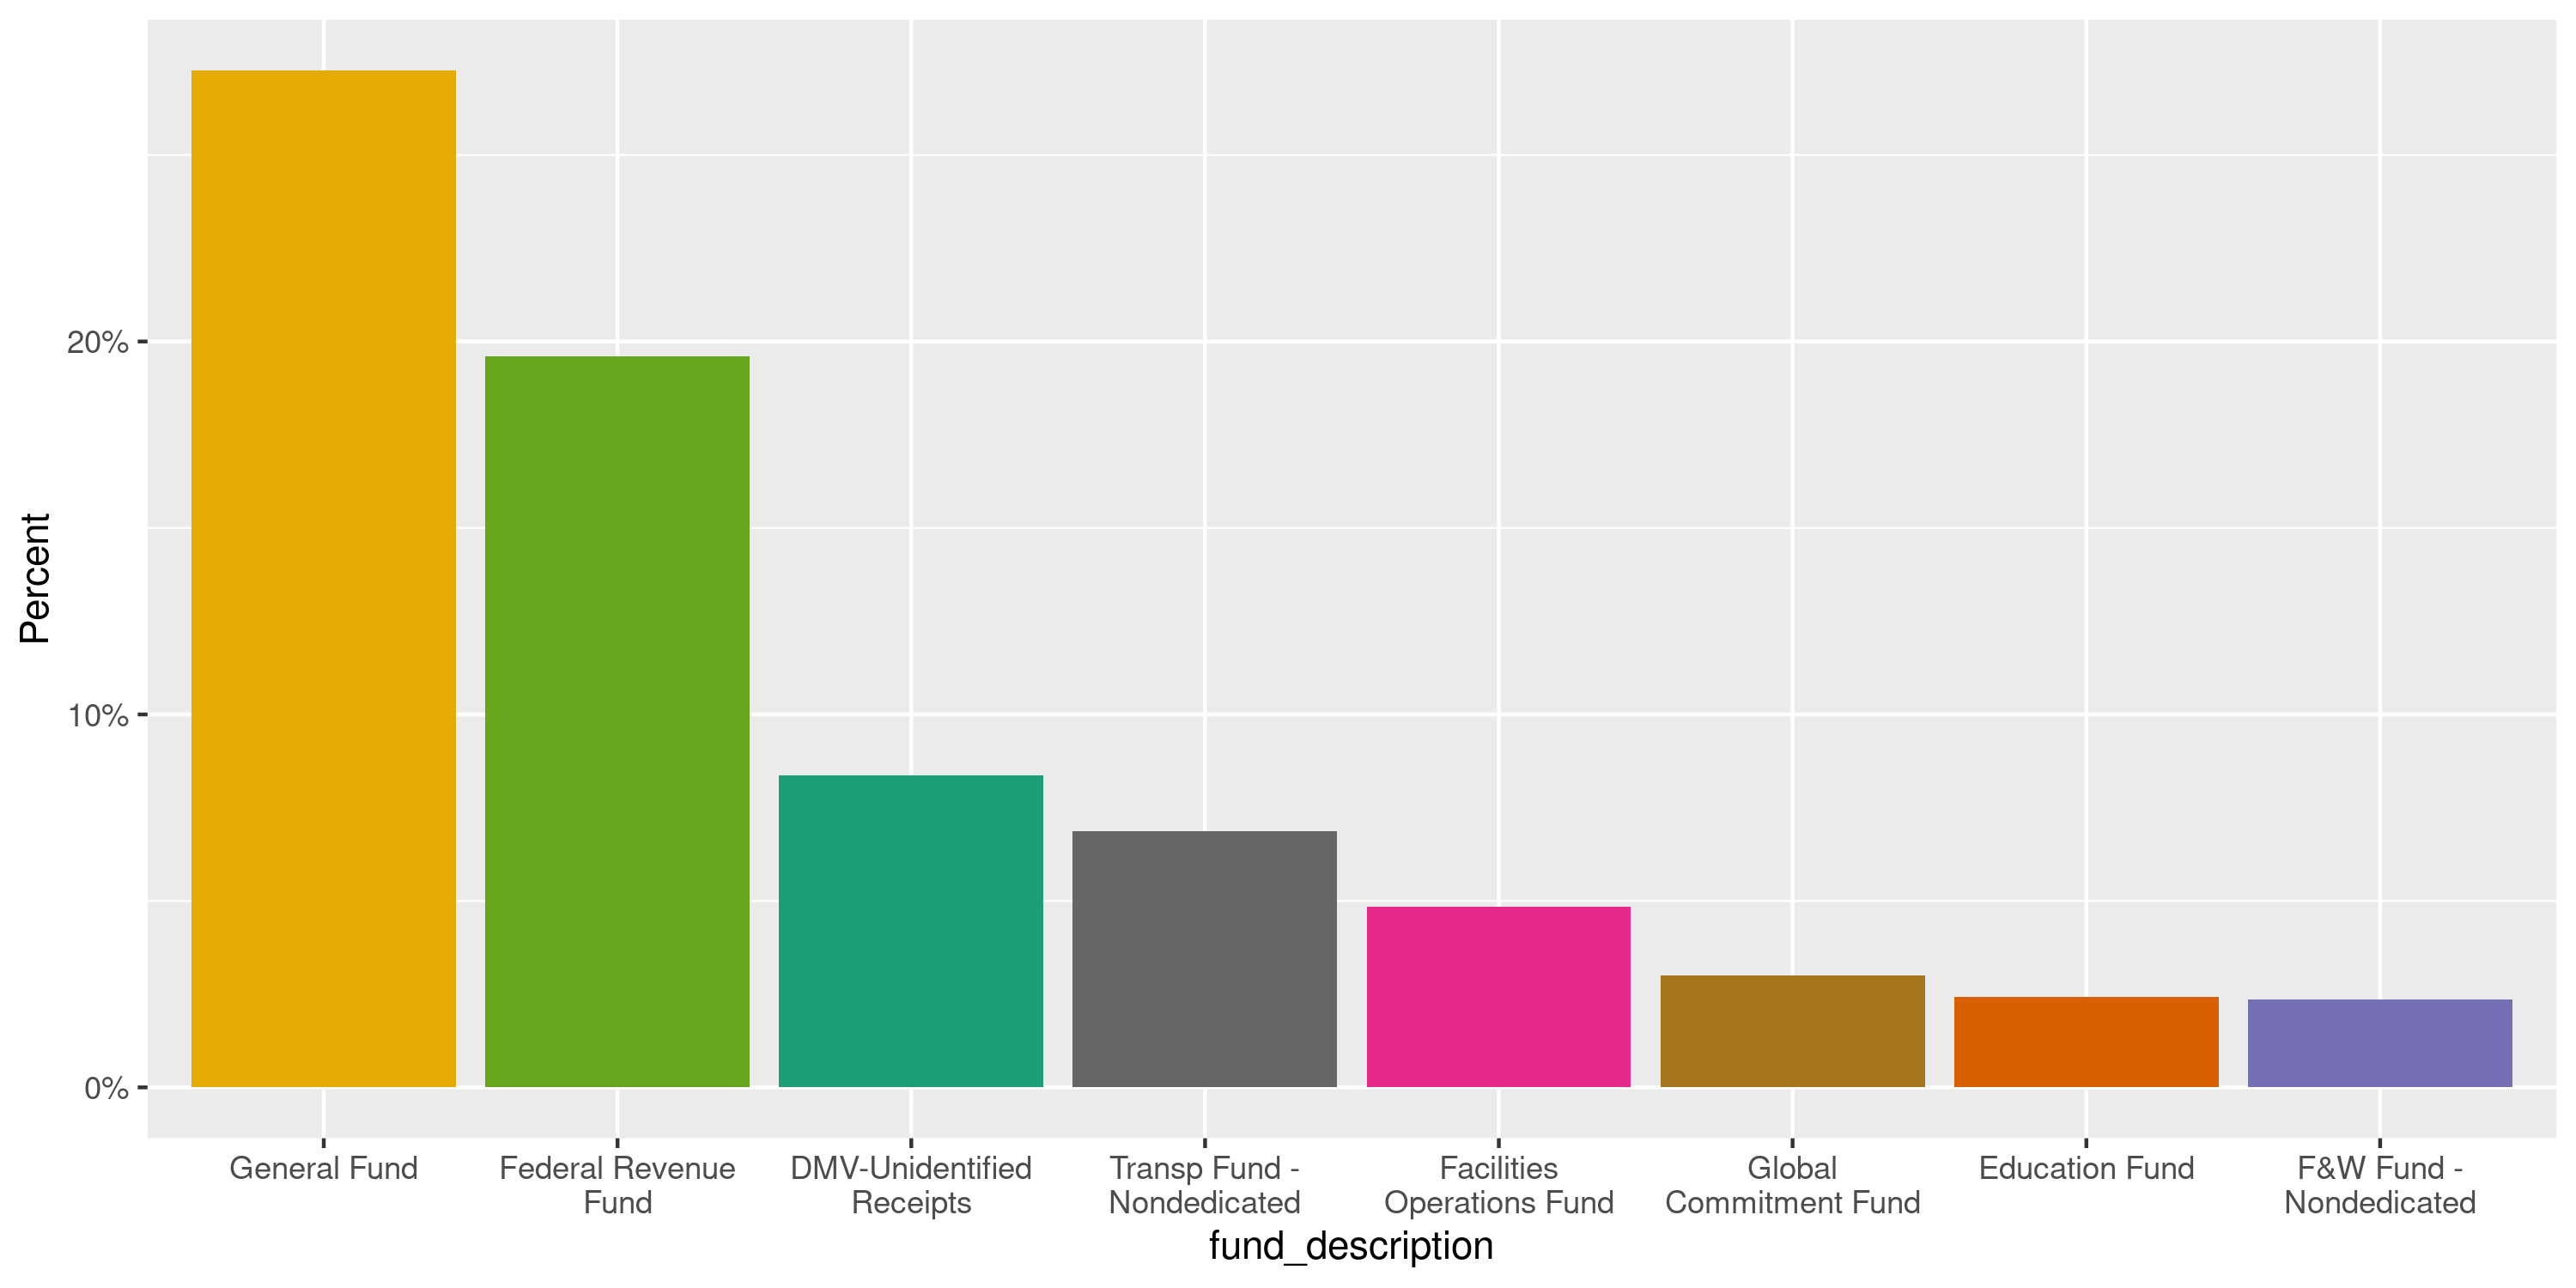 Percent
20%
10%
0%
General Fund
Federal Revenue
Fund
DMV-Unidentified
Receipts
Transp Fund -
Nondedicated
Facilities
Operations Fund
Global
Commitment Fund
Education Fund
F&W Fund -
Nondedicated
fund_description